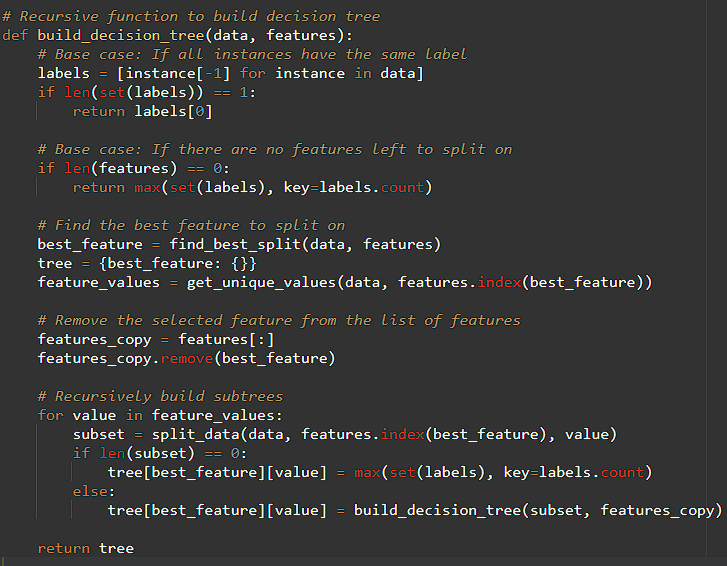 # Recursive function to build decision tree
def build_decision_tree(data, features):
    # Base case: If all instances have the same label
    labels = [instance[-1] for instance in data]
    if len(set(labels)) == 1:
        return labels[0]

    # Base case: If there are no features left to split on
    if len(features) == 0:
        return max(set(labels), key=labels.count)

    # Find the best feature to split on
    best_feature = find_best_split(data, features)
    tree = {best_feature: {}}
    feature_values = get_unique_values(data, features.index(best_feature))

    # Remove the selected feature from the list of features
    features_copy = features[:]
    features_copy.remove(best_feature)

    # Recursively build subtrees
    for value in feature_values:
        subset = split_data(data, features.index(best_feature), value)
        if len(subset) == 0:
            tree[best_feature][value] = max(set(labels), key=labels.count)
        else:
            tree[best_feature][value] = build_decision_tree(subset, features_copy)

    return tree